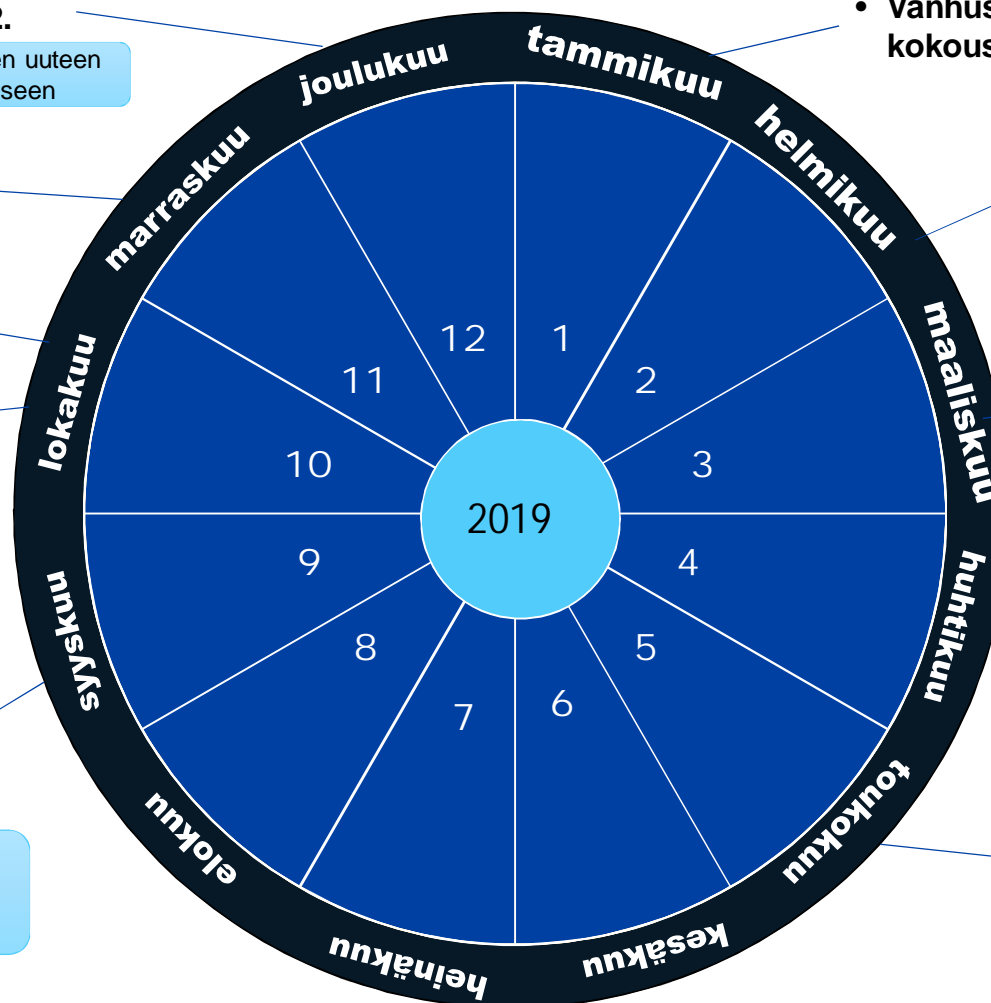 2.
en uuteen
seen
• Vanhus
kokous
tammikuu
helmikuu
maaliskuu
huhtikuu
toukokuu
kesäkuu
heinäkuu
elokuu
syyskuu
lokakuu
marraskuu
joulukuu
1
2
3
4
5
6
7
8
9
10
11
12
2019